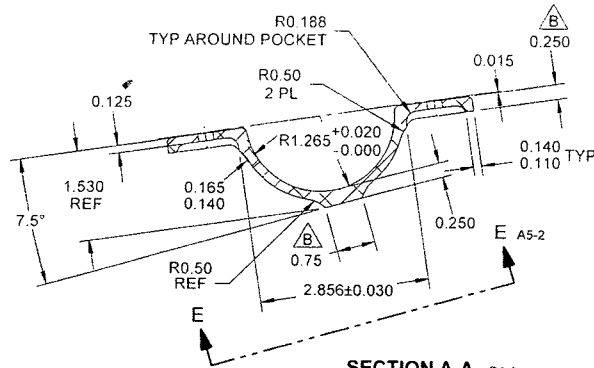 R0.188
TYP AROUND POCKET
B
0.250
0.015
R0.50
2 PL
0.125
R1.265 +0.020
-0.000
0.140
0.110 TYP
1.530
REF
0.165
0.140
7.5°
0.250
B
0.75
E A5-2
R0.50
REF
2.856±0.030
E
SECTION A-A